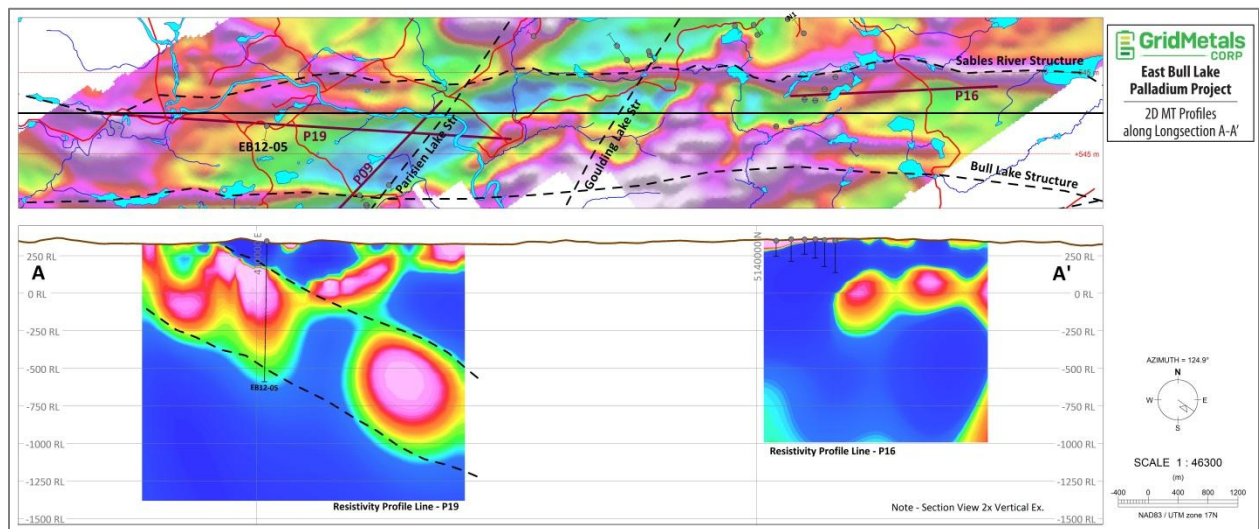 GridMetals
CORP
East Bull Lake
Palladium Project
2D MT Profiles
along Longsection A-A'
Sables River Structure
P16
+545 m
P19
EB12-05
P09
Parisien Lake Str
Goulding Lake Str
Bull Lake Structure
A
A'
250 RL
0 RL
-250 RL
-500 RL
-750 RL
-1000 RL
-1250 RL
-1500 RL
5140000 N
250 RL
0 RL
-250 RL
-500 RL
-750 RL
-1000 RL
-1250 RL
-1500 RL
EB12-05
Resistivity Profile Line - P19
Resistivity Profile Line - P16
Note - Section View 2x Vertical Ex.
AZIMUTH = 124.9°
N
W
E
S
SCALE 1 : 46300
(m)
-400 0 400 800 1200
NAD83 / UTM zone 17N